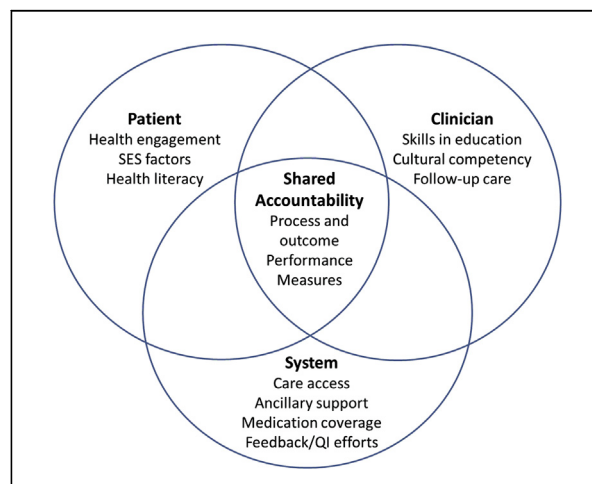 Patient
Health engagement
SES factors
Health literacy
Clinician
Skills in education
Cultural competency
Follow-up care
Shared
Accountability
Process and
outcome
Performance
Measures
System
Care access
Ancillary support
Medication coverage
Feedback/QI efforts